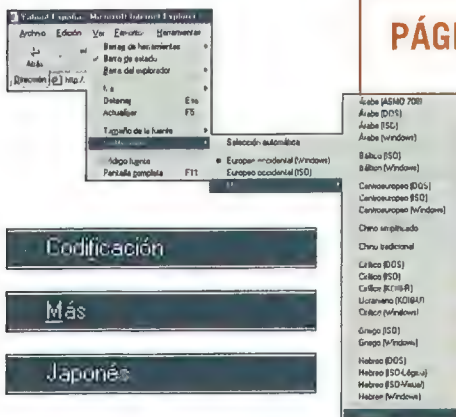 Yahoo! España - Microsoft Internet Explorer
Archivo Edición Ver Favoritos Herramientas
Atrás
Dirección http://
Barras de herramientas
Barra de estado
Barra del explorador
Ir a
Detener Esc
Actualizar F5
Tamaño de la fuente
Código fuente
Pantalla completa F11
Selección automática
Europeo occidental (Windows)
Europeo occidental (ISO)
Árabe (ASMO 708)
Árabe (DOS)
Árabe (ISO)
Árabe (Windows)
Báltico (ISO)
Báltico (Windows)
Centroeuropeo (DOS)
Centroeuropeo (ISO)
Centroeuropeo (Windows)
Chino simplificado
Chino tradicional
Cirílico (DOS)
Cirílico (ISO)
Cirílico (KOI8-R)
Ucraniano (KOI8-U)
Cirílico (Windows)
Griego (ISO)
Griego (Windows)
Hebreo (DOS)
Hebreo (ISO-Lógico)
Hebreo (ISO-Visual)
Hebreo (Windows)
Codificación
Más
Japonés
PÁGI